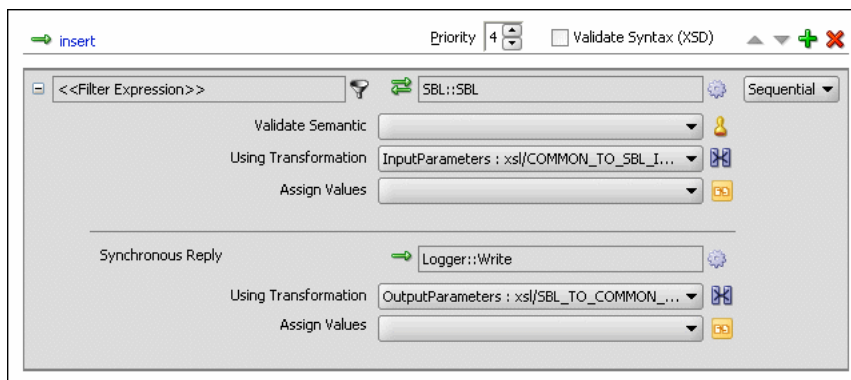 insert Priority 4 Validate Syntax (XSD)
<<Filter Expression>> SBL::SBL Sequential
Validate Semantic
Using Transformation InputParameters : xsl/COMMON_TO_SBL_I...
Assign Values
Synchronous Reply Logger::Write
Using Transformation OutputParameters : xsl/SBL_TO_COMMON_...
Assign Values